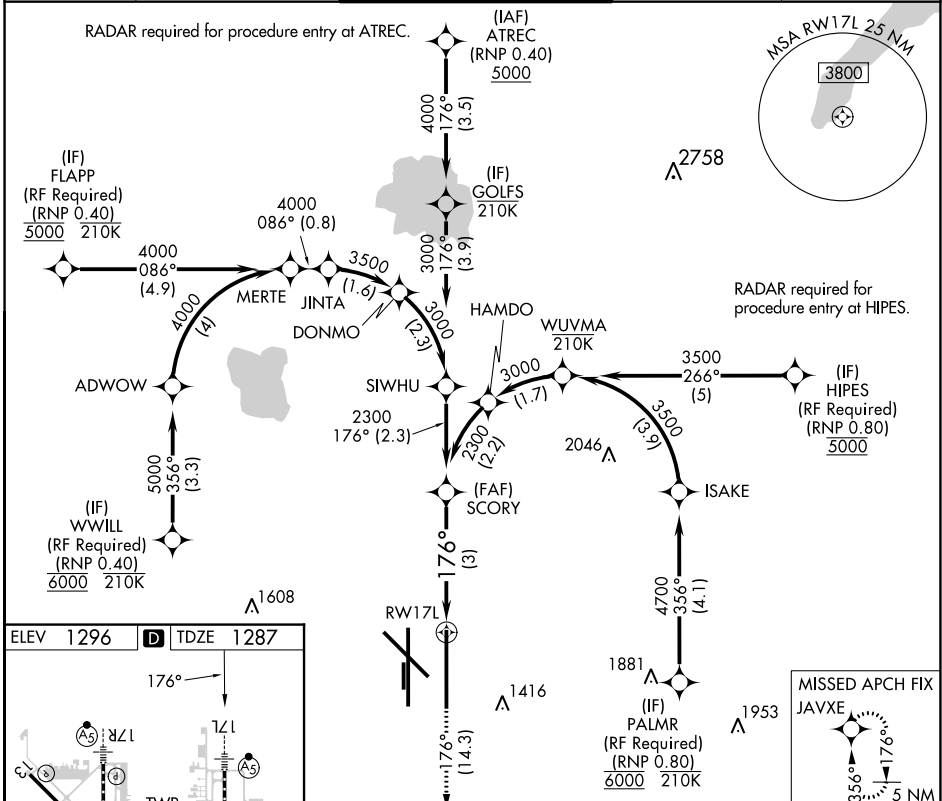 RADAR required for procedure entry at ATREC.
(IAF)
ATREC
(RNP 0.40)
5000
MSA RW17L 25 NM
3800
4000
176°
(3.5)
2758
(IF)
FLAPP
(RF Required)
(RNP 0.40)
5000 210K
(IF)
GOLFS
210K
4000
086° (0.8)
4000
086°
(4.9)
3000
176°
(3.9)
3500
(1.6)
MERTE
JINTA
DONMO
4000
(4)
3000
(2.3)
HAMDO
WUVMA
210K
RADAR required for
procedure entry at HIPES.
ADWOW
SIWHU
3000
(1.7)
3500
266°
(5)
(IF)
HIPES
(RF Required)
(RNP 0.80)
5000
2300
176° (2.3)
2300
(2.2)
3500
(3.9)
2046
5000
356°
(3.3)
(FAF)
SCORY
ISAKE
(IF)
WWILL
(RF Required)
(RNP 0.40)
6000 210K
176°
(3)
4700
356°
(4.1)
1608
RW17L
ELEV 1296 D TDZE 1287
176°
1881
1416
(IF)
PALMR
(RF Required)
(RNP 0.80)
6000 210K
1953
MISSED APCH FIX
JAVXE
176°
356°
5 NM
176°
(14.3)
A5
17R
17L
A5
13
P
P
TWR